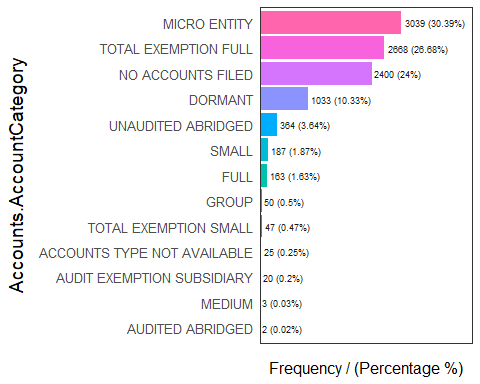 Accounts.AccountCategory
MICRO ENTITY 3039 (30.39%)
TOTAL EXEMPTION FULL 2668 (26.68%)
NO ACCOUNTS FILED 2400 (24%)
DORMANT 1033 (10.33%)
UNAUDITED ABRIDGED 364 (3.64%)
SMALL 187 (1.87%)
FULL 163 (1.63%)
GROUP 50 (0.5%)
TOTAL EXEMPTION SMALL 47 (0.47%)
ACCOUNTS TYPE NOT AVAILABLE 25 (0.25%)
AUDIT EXEMPTION SUBSIDIARY 20 (0.2%)
MEDIUM 3 (0.03%)
AUDITED ABRIDGED 2 (0.02%)
Frequency / (Percentage %)